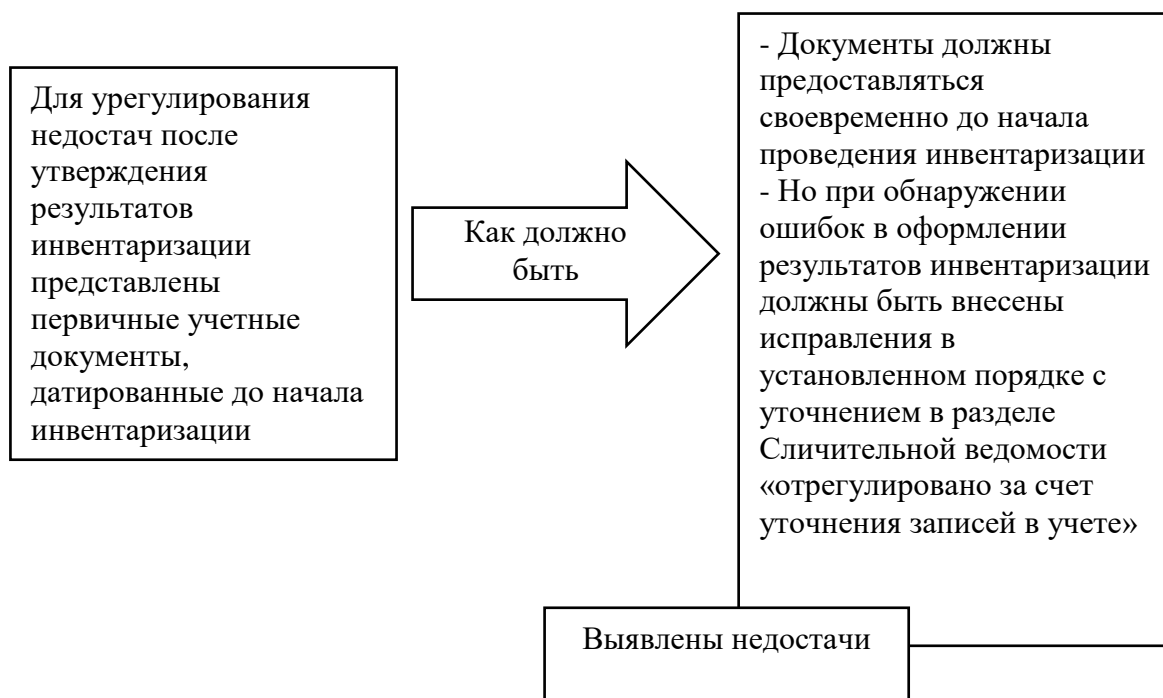 Для урегулирования
недостач после
утверждения
результатов
инвентаризации
представлены
первичные учетные
документы,
датированные до начала
инвентаризации
Как должно
быть
- Документы должны
предоставляться
своевременно до начала
проведения инвентаризации
- Но при обнаружении
ошибок в оформлении
результатов инвентаризации
должны быть внесены
исправления в
установленном порядке с
уточнением в разделе
Сличительной ведомости
«отрегулировано за счет
уточнения записей в учете»
Выявлены недостачи